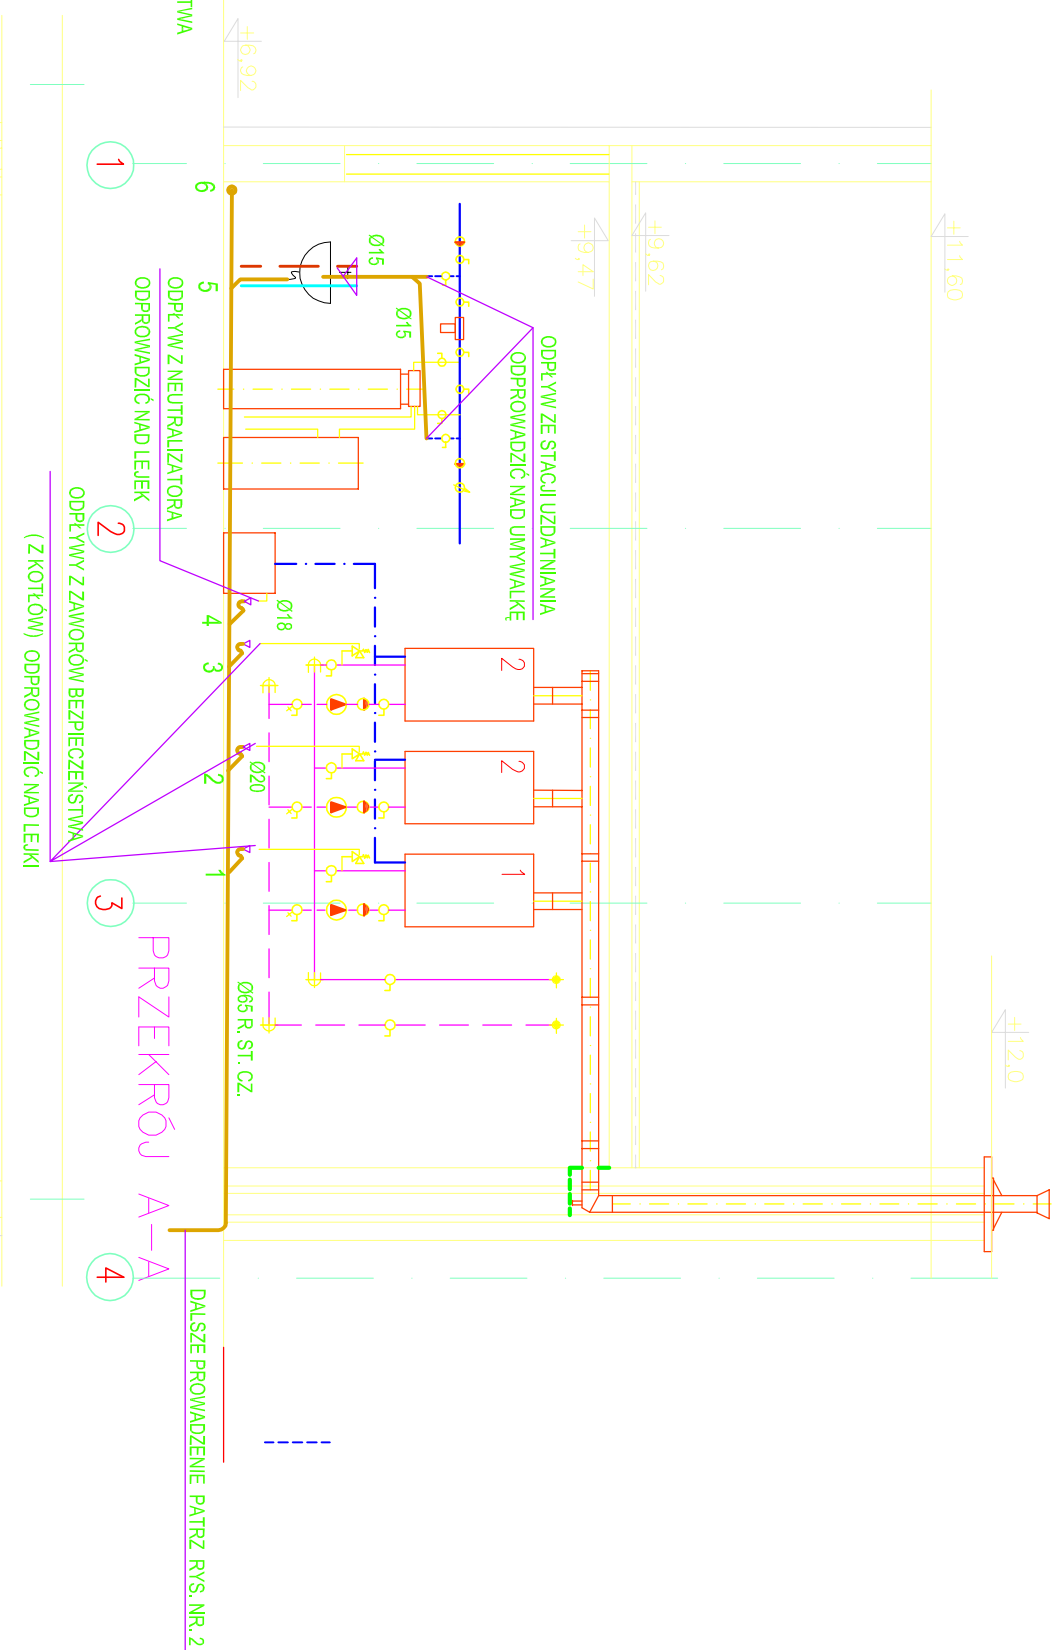 TWA
+6,92
+9,47
+9,62
+11,60
+12,0
1
2
3
4
6
5
4
3
2
1
Ø15
Ø15
ODPŁYW ZE STACJI UZDATNIANIA
ODPROWADZIĆ NAD UMYWALKĘ
ODPŁYW Z NEUTRALIZATORA
ODPROWADZIĆ NAD LEJEK
ODPŁYWY Z ZAWORÓW BEZPIECZEŃSTWA
( Z KOTŁÓW) ODPROWADZIĆ NAD LEJKI
Ø18
Ø20
2
2
1
Ø65 R. ST. CZ.
PRZEKRÓJ A-A
DALSZE PROWADZENIE PATRZ RYS. NR. 2